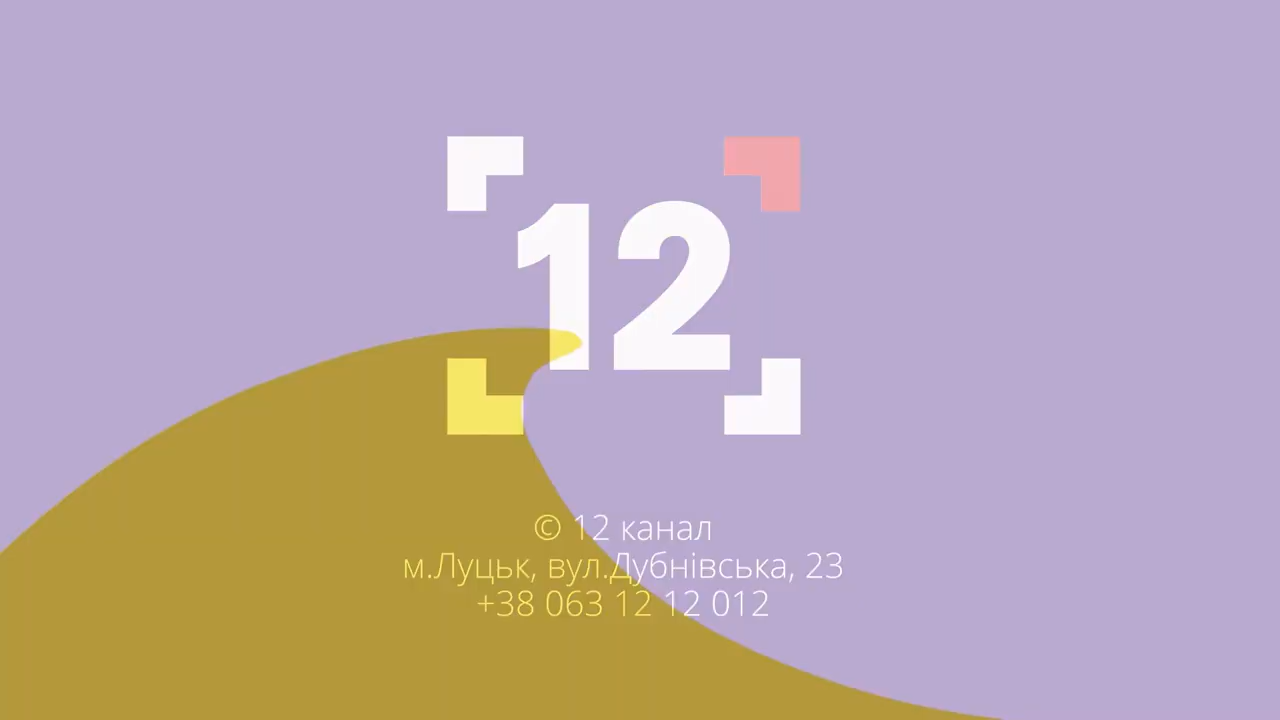 12
© 12 канал
м.Луцьк, вул.Дубнівська, 23
+38 063 12 12 012